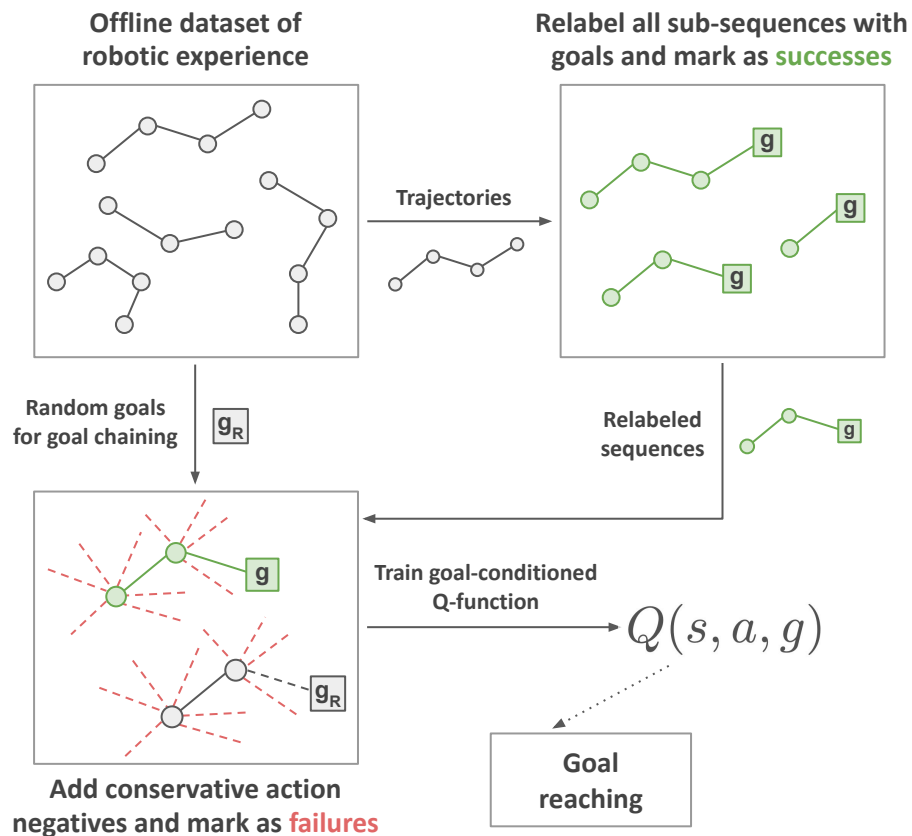 Offline dataset of
robotic experience
Relabel all sub-sequences with
goals and mark as successes
Trajectories
g
g
g
Random goals
for goal chaining
gR
Relabeled
sequences
g
g
gR
Train goal-conditioned
Q-function
Q(s, a, g)
Goal
reaching
Add conservative action
negatives and mark as failures